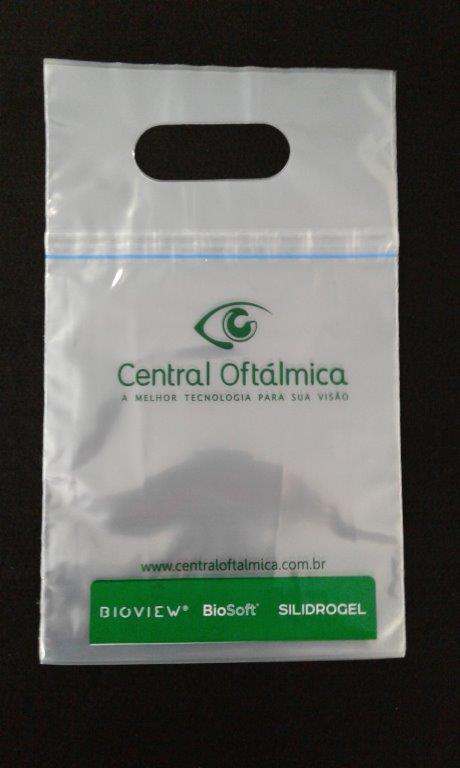 Central Oftálmica
A MELHOR TECNOLOGIA PARA SUA VISÃO
www.centraloftalmica.com.br
BIOVIEW® BioSoft® SILIDROGEL